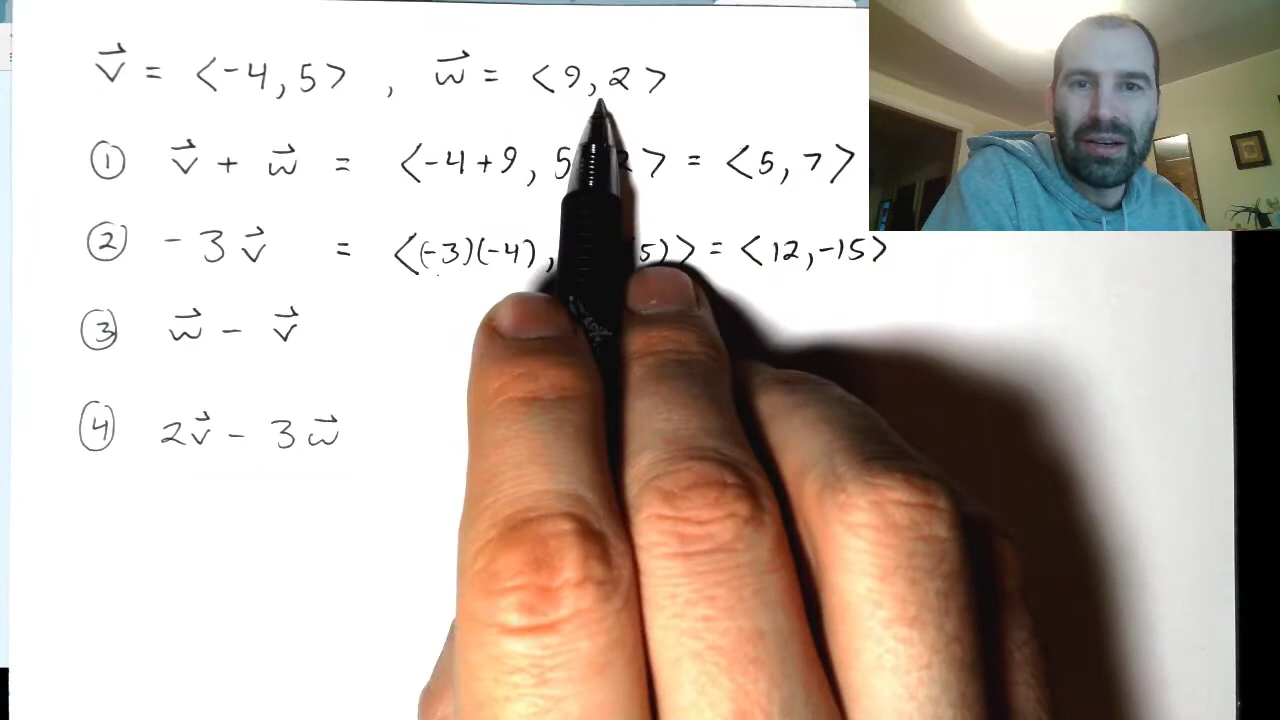 v⃗ = <-4, 5> , w⃗ = <9, 2>
① v⃗ + w⃗ = <-4+9, 5 2> = <5, 7>
② -3v⃗ = <(-3)(-4), 5)> = <12, -15>
③ w⃗ - v⃗
④ 2v⃗ - 3w⃗